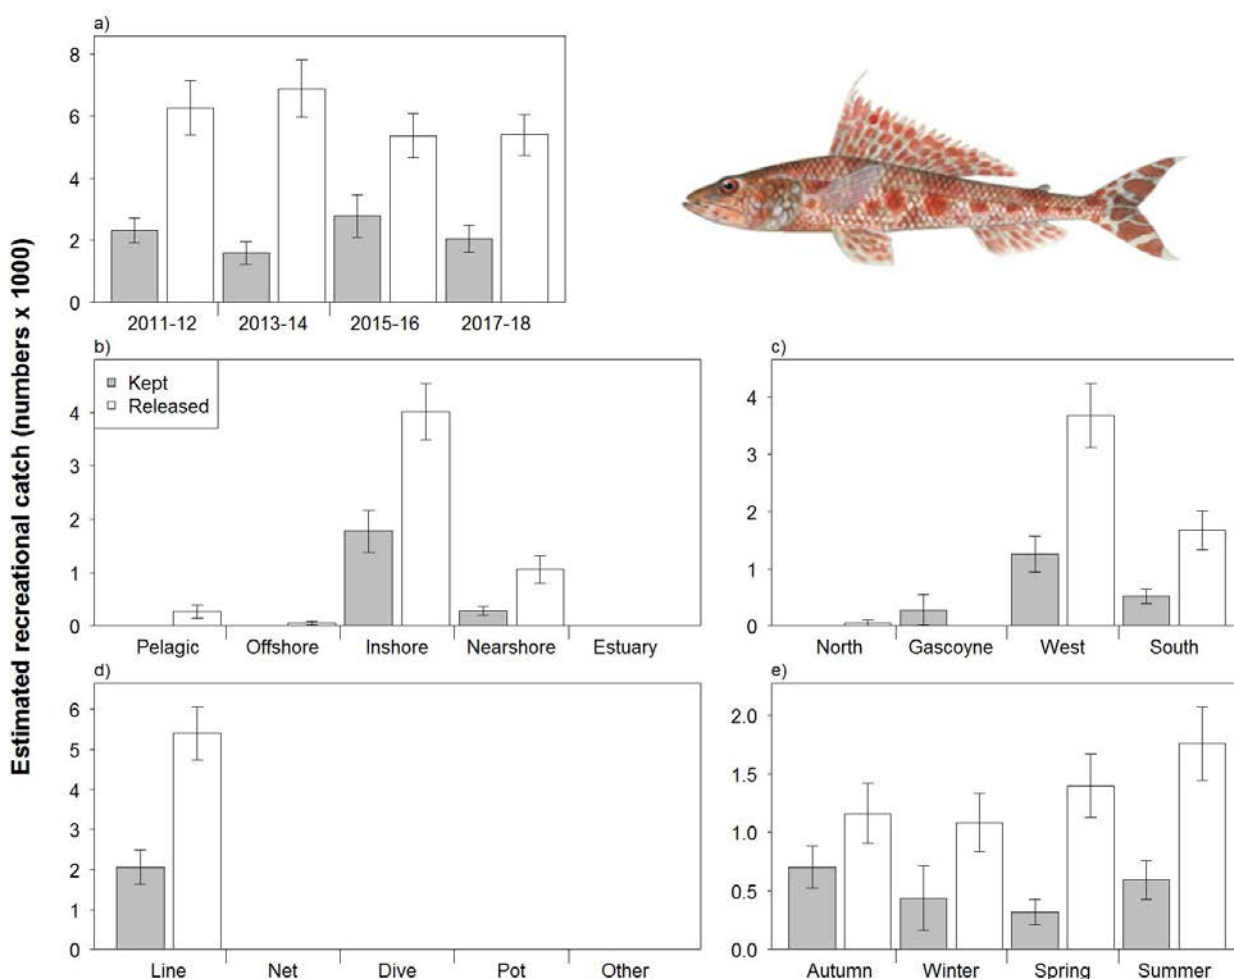 Estimated recreational catch (numbers x 1000)
a)
8
6
4
2
0
2011-12 2013-14 2015-16 2017-18
b)
Kept
Released
4
3
2
1
0
Pelagic Offshore Inshore Nearshore Estuary
c)
4
3
2
1
0
North Gascoyne West South
d)
6
5
4
3
2
1
0
Line Net Dive Pot Other
e)
2.0
1.5
1.0
0.5
0.0
Autumn Winter Spring Summer